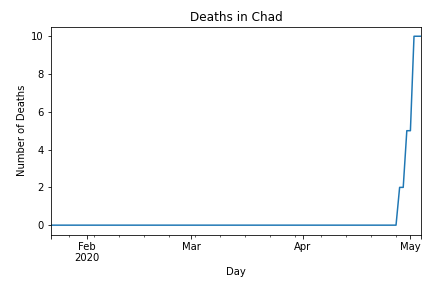 Deaths in Chad
Number of Deaths
10
8
6
4
2
0
Feb
2020
Mar
Apr
May
Day